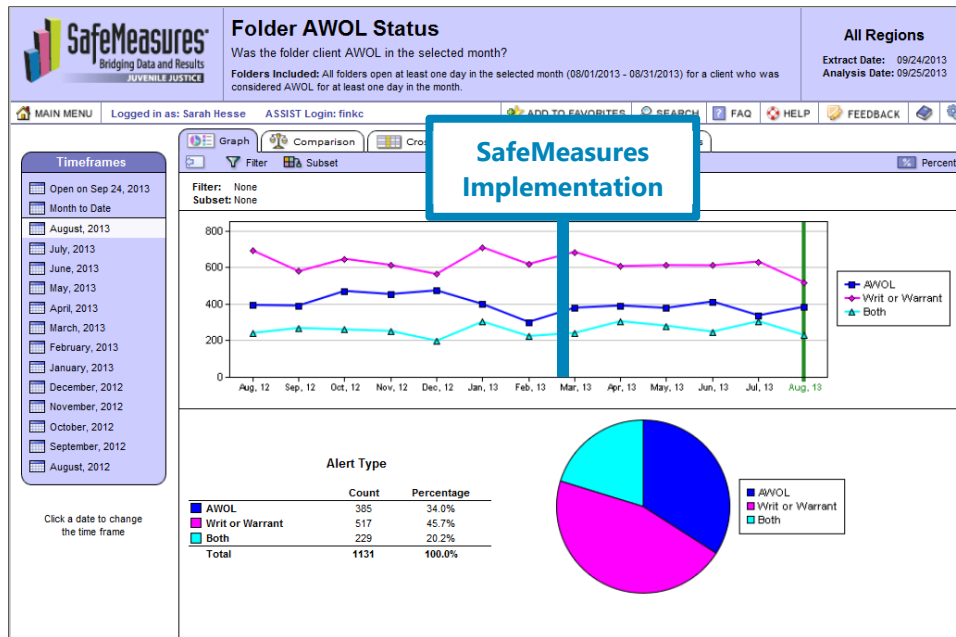 SafeMeasures®
Bridging Data and Results
JUVENILE JUSTICE
Folder AWOL Status
Was the folder client AWOL in the selected month?
Folders Included: All folders open at least one day in the selected month (08/01/2013 - 08/31/2013) for a client who was
considered AWOL for at least one day in the month.
All Regions
Extract Date: 09/24/2013
Analysis Date: 09/25/2013
MAIN MENU Logged in as: Sarah Hesse ASSIST Login: finkc ADD TO FAVORITES SEARCH FAQ HELP FEEDBACK
Graph Comparison
Filter Subset % Percent
Filter: None
Subset: None
SafeMeasures
Implementation
Timeframes
Open on Sep 24, 2013
Month to Date
August, 2013
July, 2013
June, 2013
May, 2013
April, 2013
March, 2013
February, 2013
January, 2013
December, 2012
November, 2012
October, 2012
September, 2012
August, 2012
Click a date to change
the time frame
800
600
400
200
0
Aug, 12 Sep, 12 Oct, 12 Nov, 12 Dec, 12 Jan, 13 Feb, 13 Mar, 13 Apr, 13 May, 13 Jun, 13 Jul, 13 Aug, 13
AWOL
Writ or Warrant
Both
Alert Type
Count Percentage
AWOL 385 34.0%
Writ or Warrant 517 45.7%
Both 229 20.2%
Total 1131 100.0%
AWOL
Writ or Warrant
Both